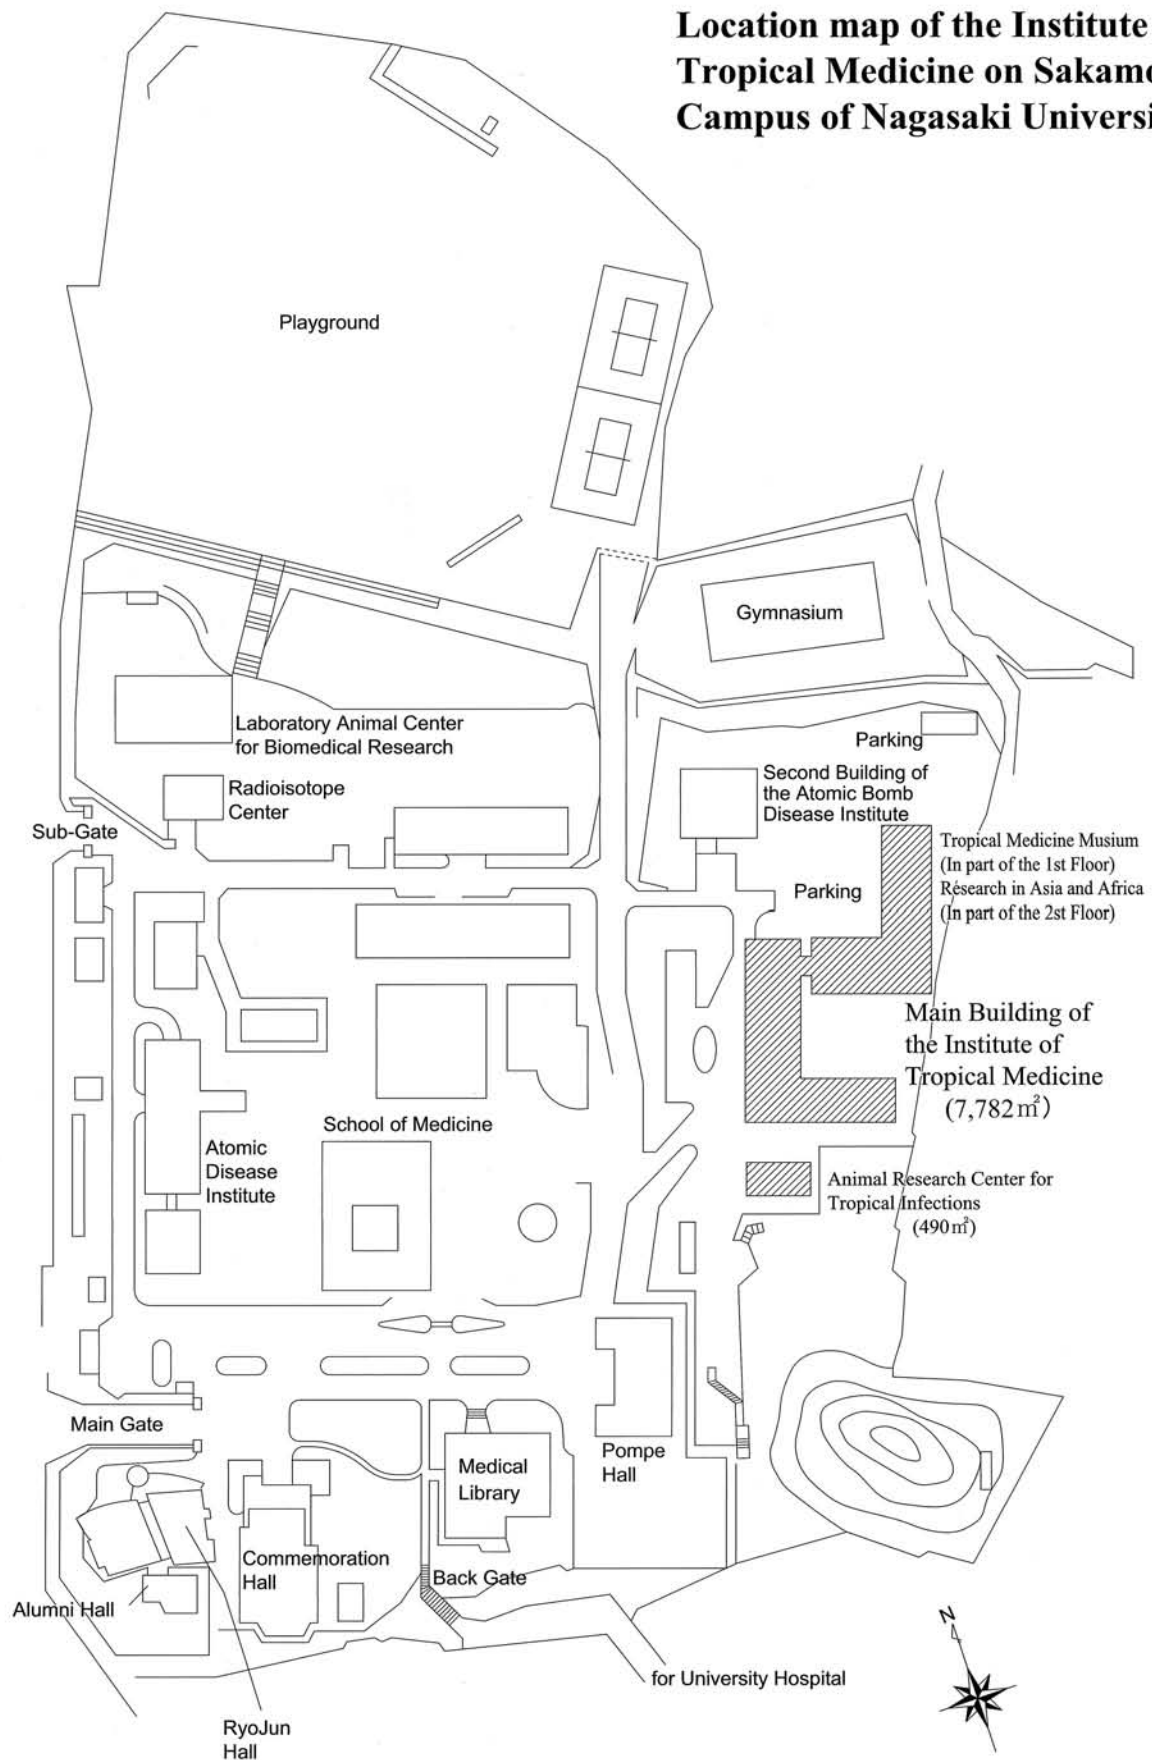 Location map of the Institute
Tropical Medicine on Sakam
Campus of Nagasaki Universi
Playground
Gymnasium
Laboratory Animal Center
for Biomedical Research
Parking
Radioisotope
Center
Second Building of
the Atomic Bomb
Disease Institute
Sub-Gate
Tropical Medicine Musium
(In part of the 1st Floor)
Research in Asia and Africa
(In part of the 2st Floor)
Parking
Main Building of
the Institute of
Tropical Medicine
(7,782㎡)
School of Medicine
Atomic
Disease
Institute
Animal Research Center for
Tropical Infections
(490㎡)
Main Gate
Pompe
Hall
Medical
Library
Commemoration
Hall
Back Gate
Alumni Hall
N
for University Hospital
RyoJun
Hall